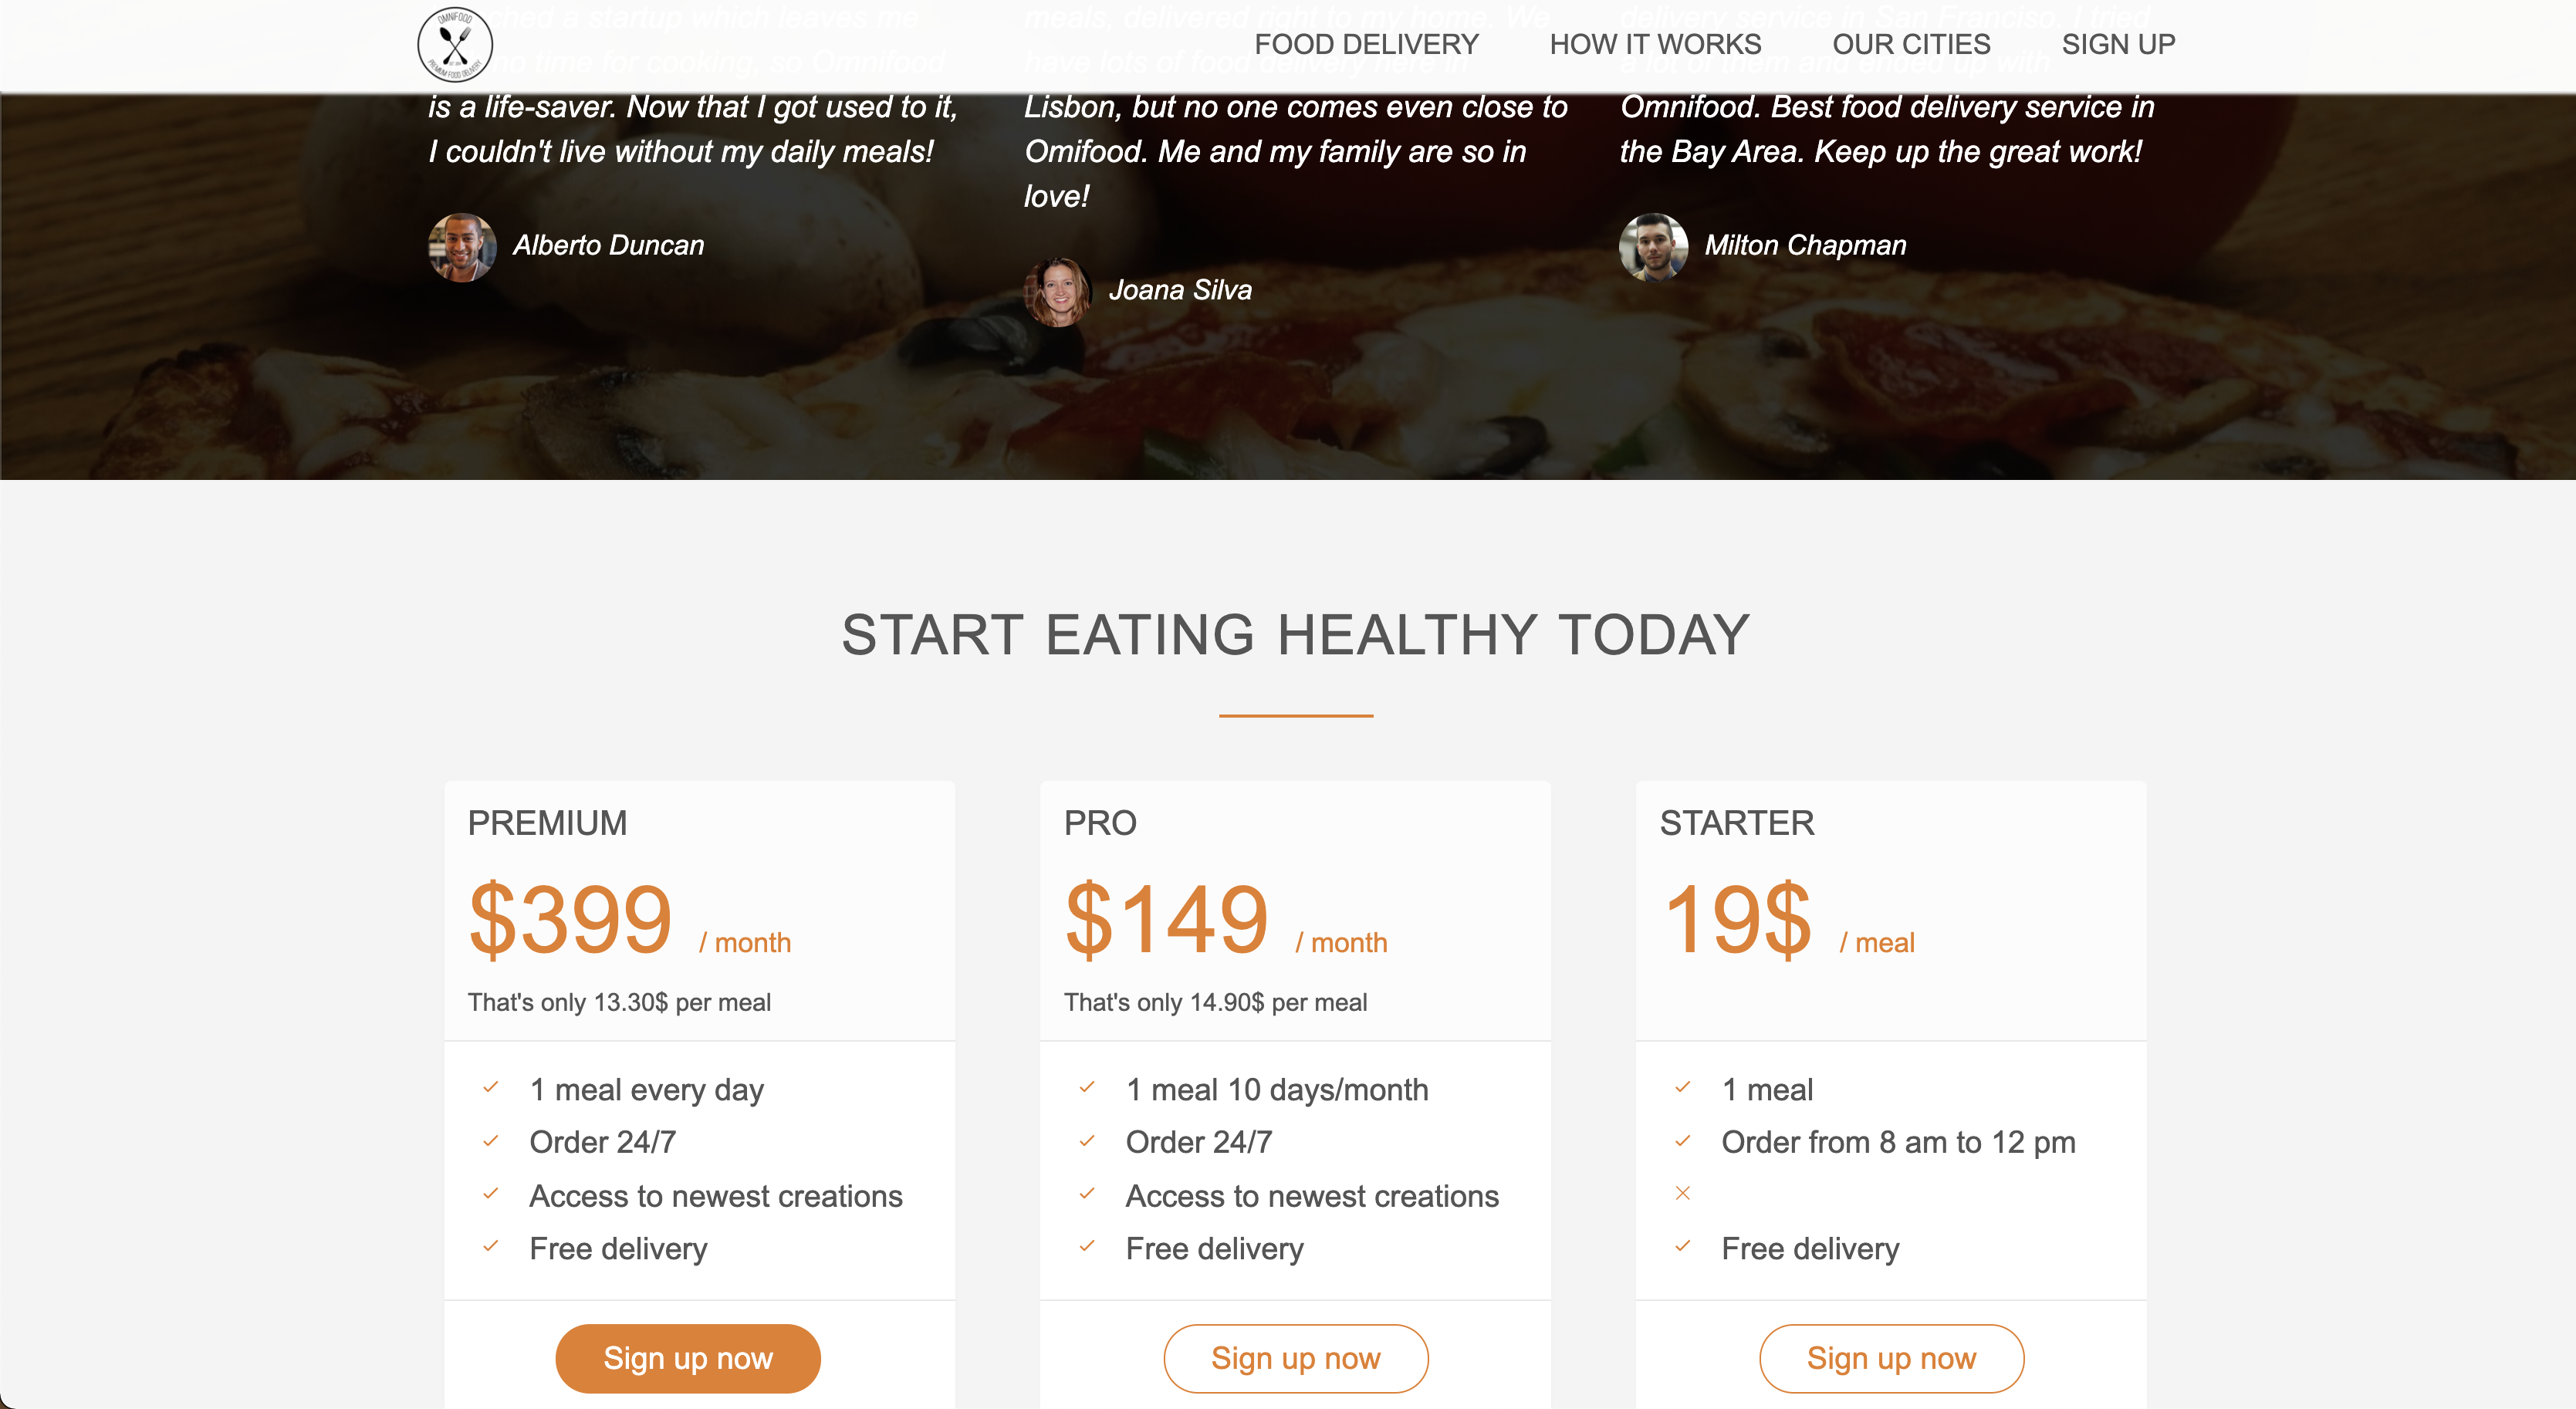 OMNIFOOD
PREMIUM FOOD DELIVERY
FOOD DELIVERY HOW IT WORKS OUR CITIES SIGN UP
a startup which leaves
no time for cooking, so
is a life-saver. Now that I got used to it,
I couldn't live without my daily meals!
Alberto Duncan
meals, delivered right to my home. We
have lots of food delivery here in
Lisbon, but no one comes even close to
Omifood. Me and my family are so in
love!
Joana Silva
delivery service in San Franciso. I tried
a lot of them and ended up with
Omnifood. Best food delivery service in
the Bay Area. Keep up the great work!
Milton Chapman
START EATING HEALTHY TODAY
PREMIUM
$399 / month
That's only 13.30$ per meal
1 meal every day
Order 24/7
Access to newest creations
Free delivery
Sign up now
PRO
$149 / month
That's only 14.90$ per meal
1 meal 10 days/month
Order 24/7
Access to newest creations
Free delivery
Sign up now
STARTER
19$ / meal
1 meal
Order from 8 am to 12 pm
Free delivery
Sign up now